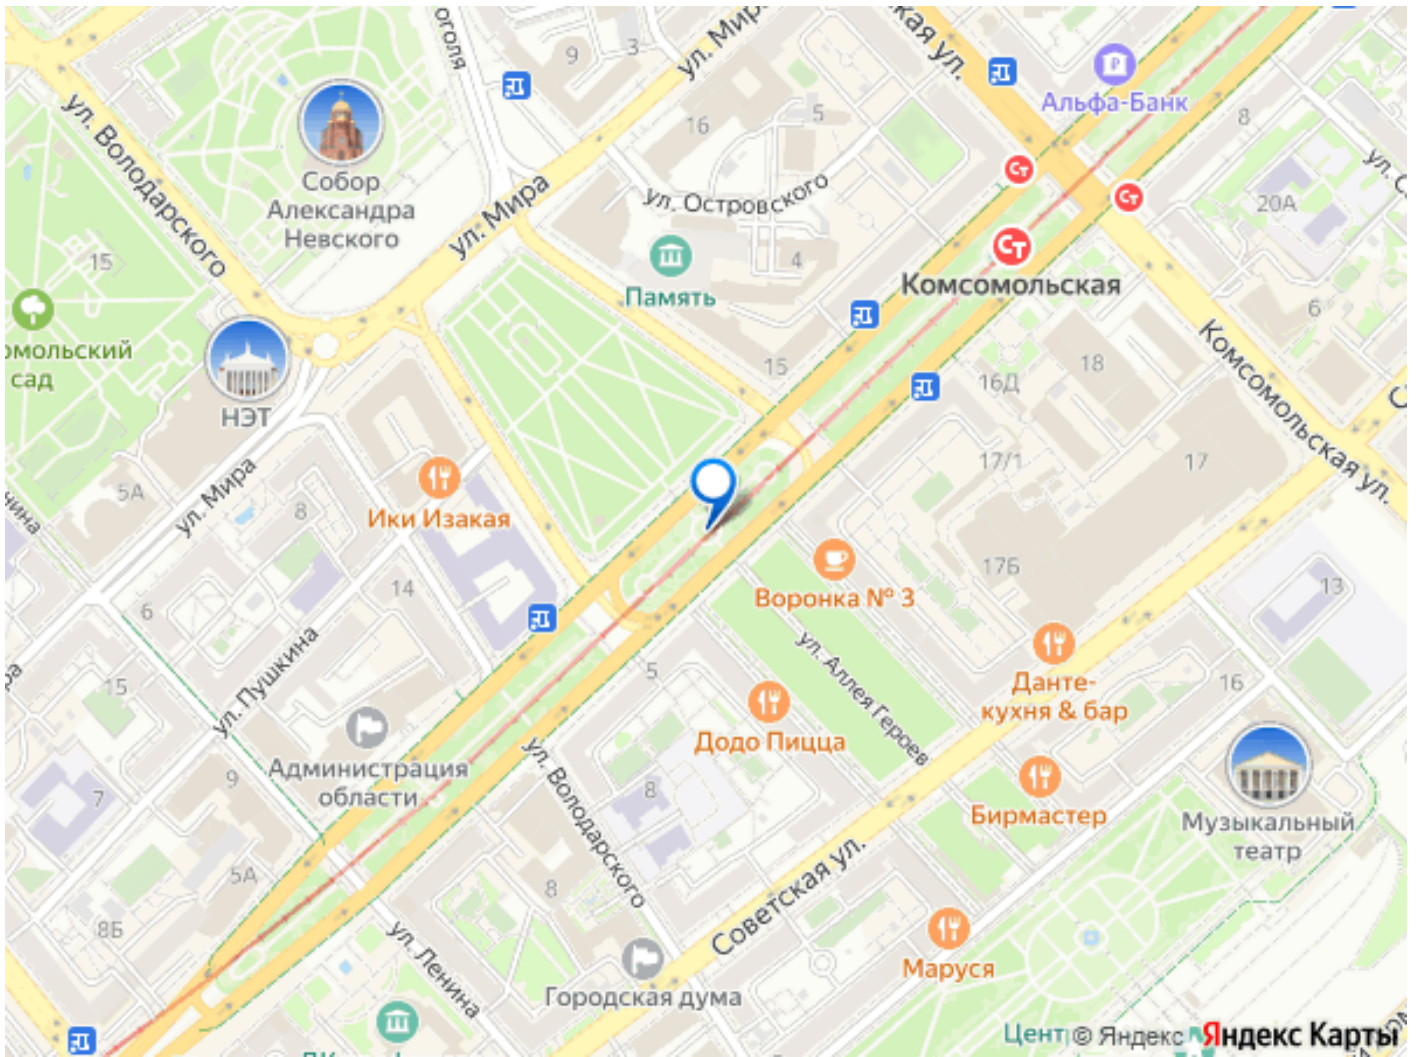 ул. Мира
9
3
16
5
Альфа-Банк
8
ул. Володарского
Собор
Александра
Невского
ул. Мира
ул. Островского
20А
15
Память
4
Комсомольская
6
НЭТ
сад
15
16Д
18
Комсомольская ул.
17/1
17
5А
ул. Мира
8
Ики Изакая
14
6
17Б
13
Воронка № 3
ул. Аллея Героев
15
ул. Пушкина
5
Данте-
кухня & бар
16
Додо Пицца
Администрация
области
9
7
8
ул. Володарского
Бирмастер
Музыкальный
театр
5А
8Б
8
Советская ул.
ул. Ленина
Маруся
Городская дума
Цент
© Яндекс
Яндекс Карты